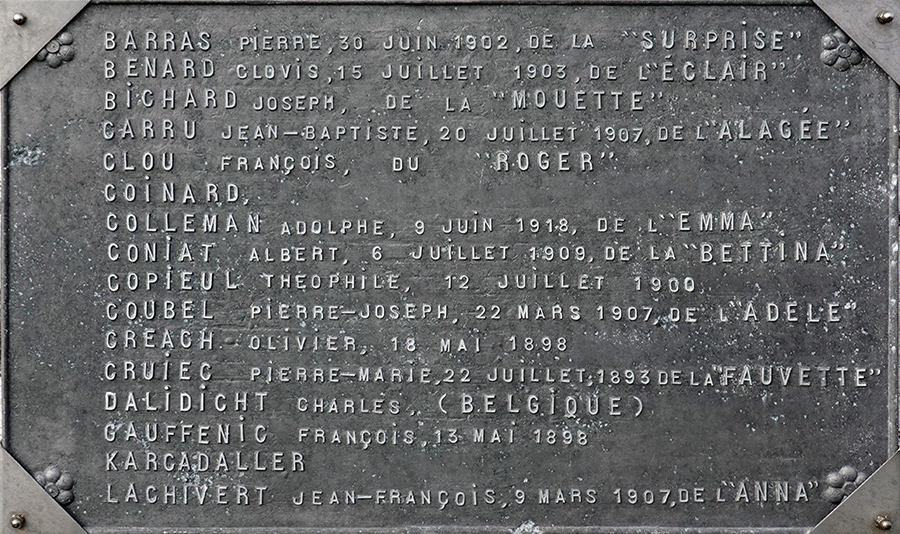 BARRAS PIERRE, 30 JUIN 1902, DE LA "SURPRISE"
BENARD CLOVIS, 15 JUILLET 1903, DE L'"ÉCLAIR"
BICHARD JOSEPH, DE LA "MOUETTE"
CARRU JEAN-BAPTISTE, 20 JUILLET 1907, DE L'"ALAGÉE"
CLOU FRANÇOIS, DU "ROGER"
COINARD,
COLLEMAN ADOLPHE, 9 JUIN 1918, DE L'"EMMA"
CONIAT ALBERT, 6 JUILLET 1909, DE LA "BETTINA"
COPIEUL THEOPHILE, 12 JUILLET 1900
COUBEL PIERRE-JOSEPH, 22 MARS 1907, DE L'"ADÈLE"
CREACH OLIVIER, 18 MAI 1898
CRUIEC PIERRE-MARIE, 22 JUILLET, 1893 DE LA "FAUVETTE"
DALIDICHT CHARLES, (BELGIQUE)
GAUFFENIC FRANÇOIS, 13 MAI 1898
KARCADALLER
LACHIVERT JEAN-FRANÇOIS, 9 MARS 1907, DE L'"ANNA"